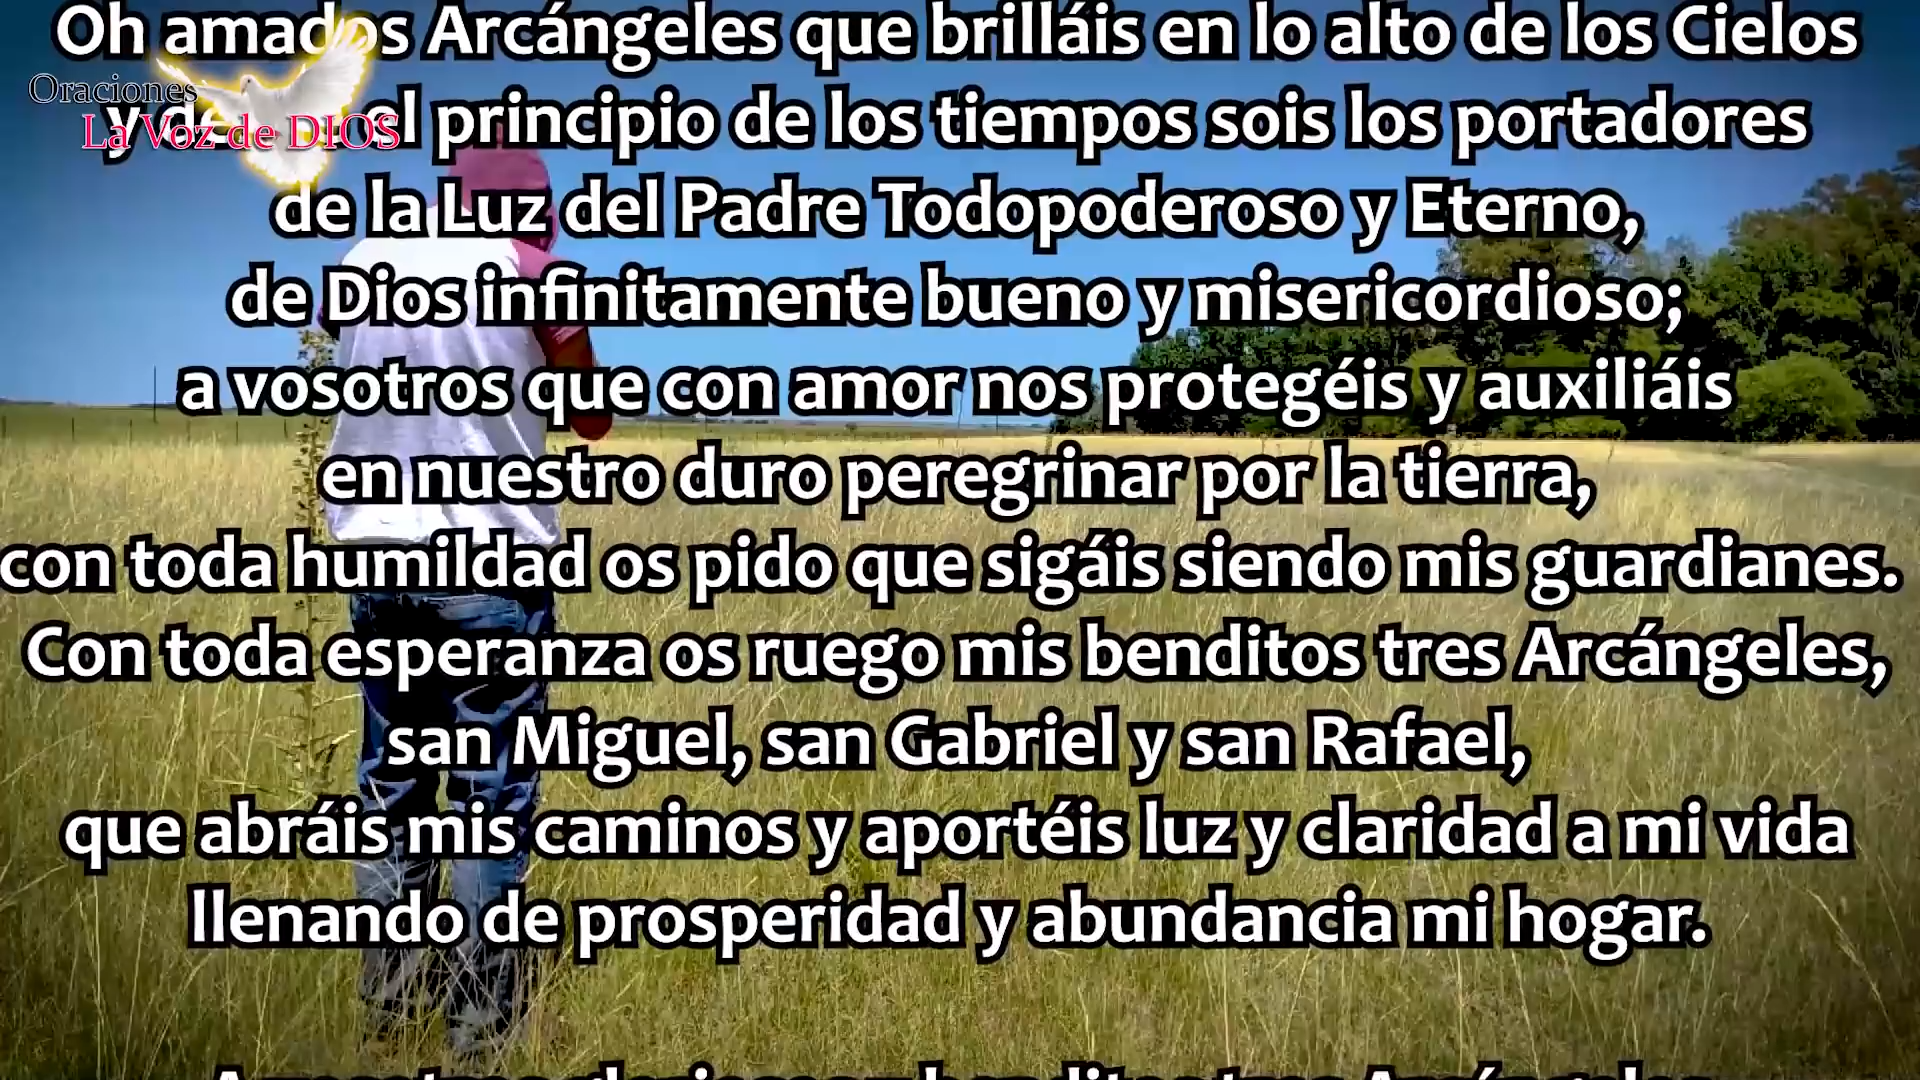 Oh amados Arcángeles que brilláis en lo alto de los Cielos
Oraciones
La Voz de DIOS
y el principio de los tiempos sois los portadores
de la Luz del Padre Todopoderoso y Eterno,
de Dios infinitamente bueno y misericordioso;
a vosotros que con amor nos protegéis y auxiliáis
en nuestro duro peregrinar por la tierra,
con toda humildad os pido que sigáis siendo mis guardianes.
Con toda esperanza os ruego mis benditos tres Arcángeles,
san Miguel, san Gabriel y san Rafael,
que abráis mis caminos y aportéis luz y claridad a mi vida
llenando de prosperidad y abundancia mi hogar.